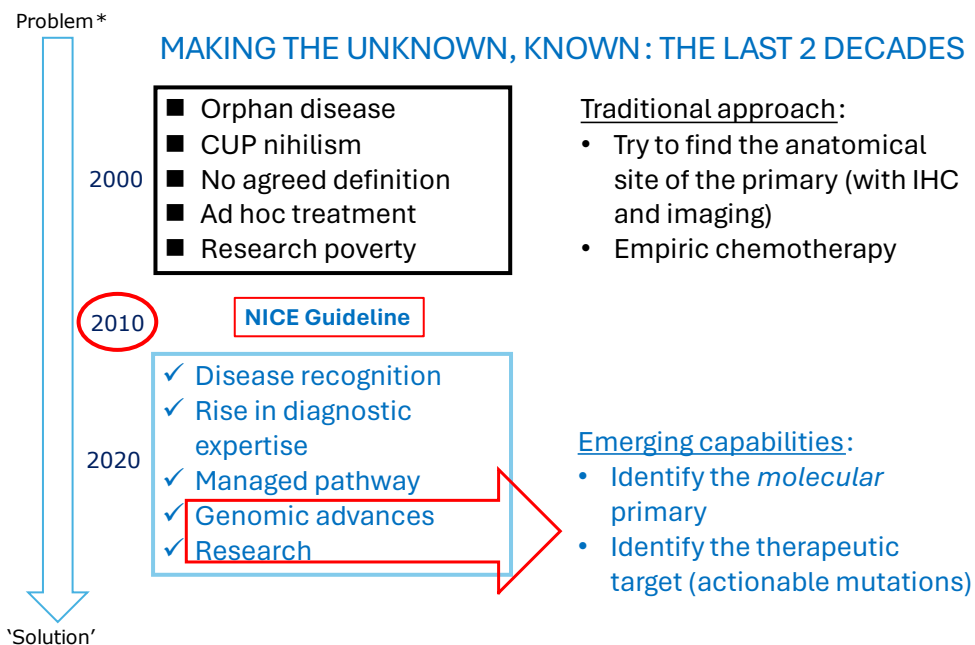 Problem*
MAKING THE UNKNOWN, KNOWN: THE LAST 2 DECADES
2000
■ Orphan disease
■ CUP nihilism
■ No agreed definition
■ Ad hoc treatment
■ Research poverty
Traditional approach:
• Try to find the anatomical
site of the primary (with IHC
and imaging)
• Empiric chemotherapy
2010
NICE Guideline
2020
✓ Disease recognition
✓ Rise in diagnostic
expertise
✓ Managed pathway
✓ Genomic advances
✓ Research
Emerging capabilities:
• Identify the molecular
primary
• Identify the therapeutic
target (actionable mutations)
‘Solution’